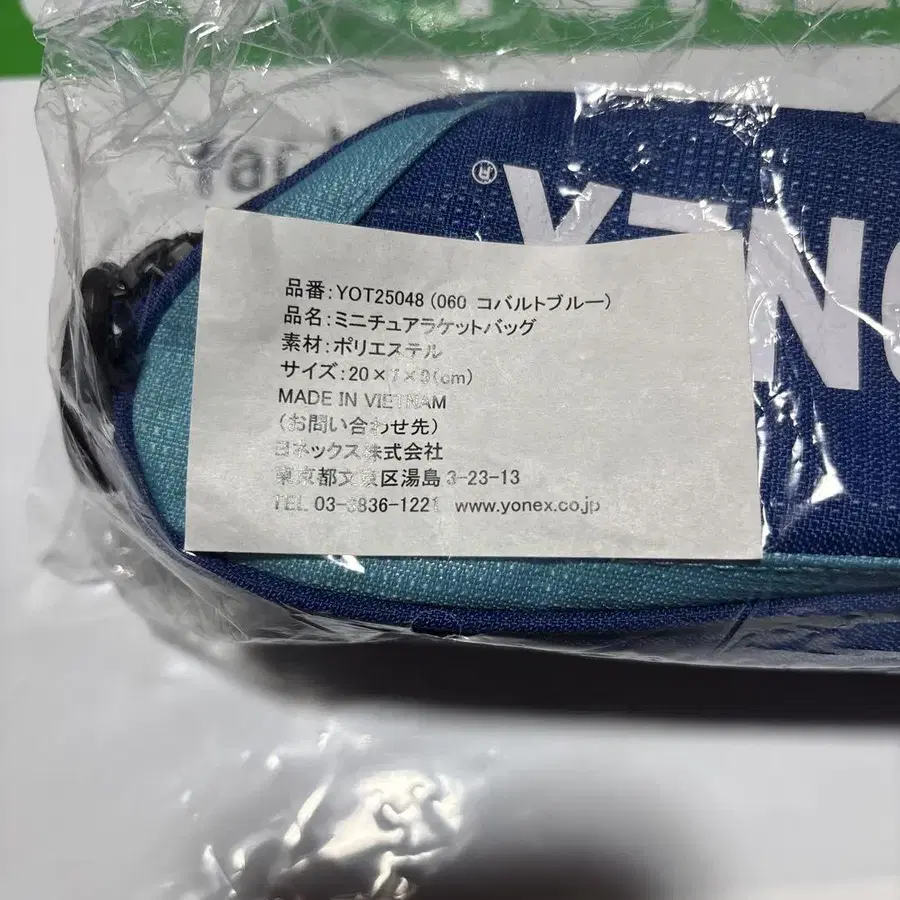 品番:YOT25048 (060 コバルトブルー)
品名:ミニチュアラケットバッグ
素材:ポリエステル
サイズ:20×7×9(cm)
MADE IN VIETNAM
(お問い合わせ先)
ヨネックス株式会社
東京都文京区湯島 3-23-13
TEL 03-3836-1221 www.yonex.co.jp